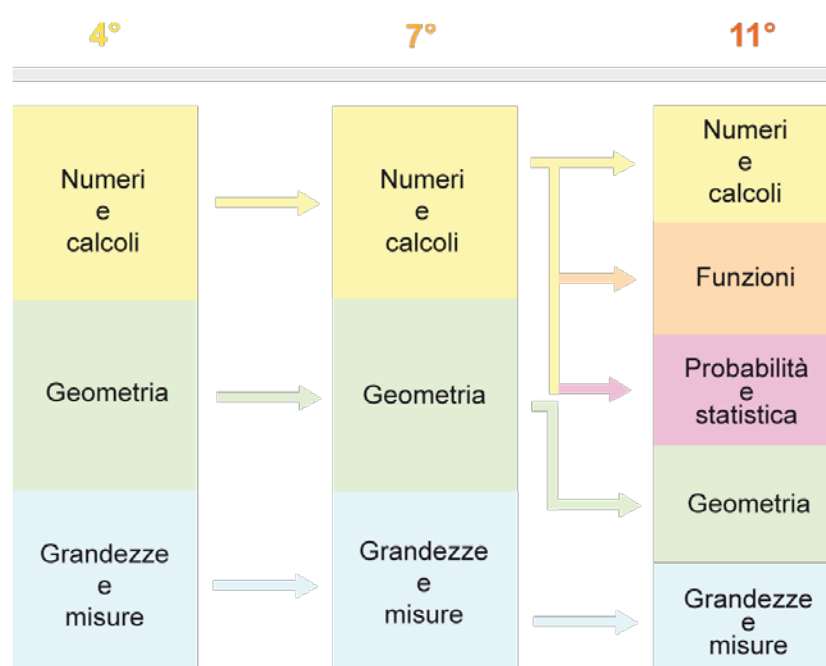 4°
7°
11°
Numeri
e
calcoli
Geometria
Grandezze
e
misure
Numeri
e
calcoli
Geometria
Grandezze
e
misure
Numeri
e
calcoli
Funzioni
Probabilità
e
statistica
Geometria
Grandezze
e
misure